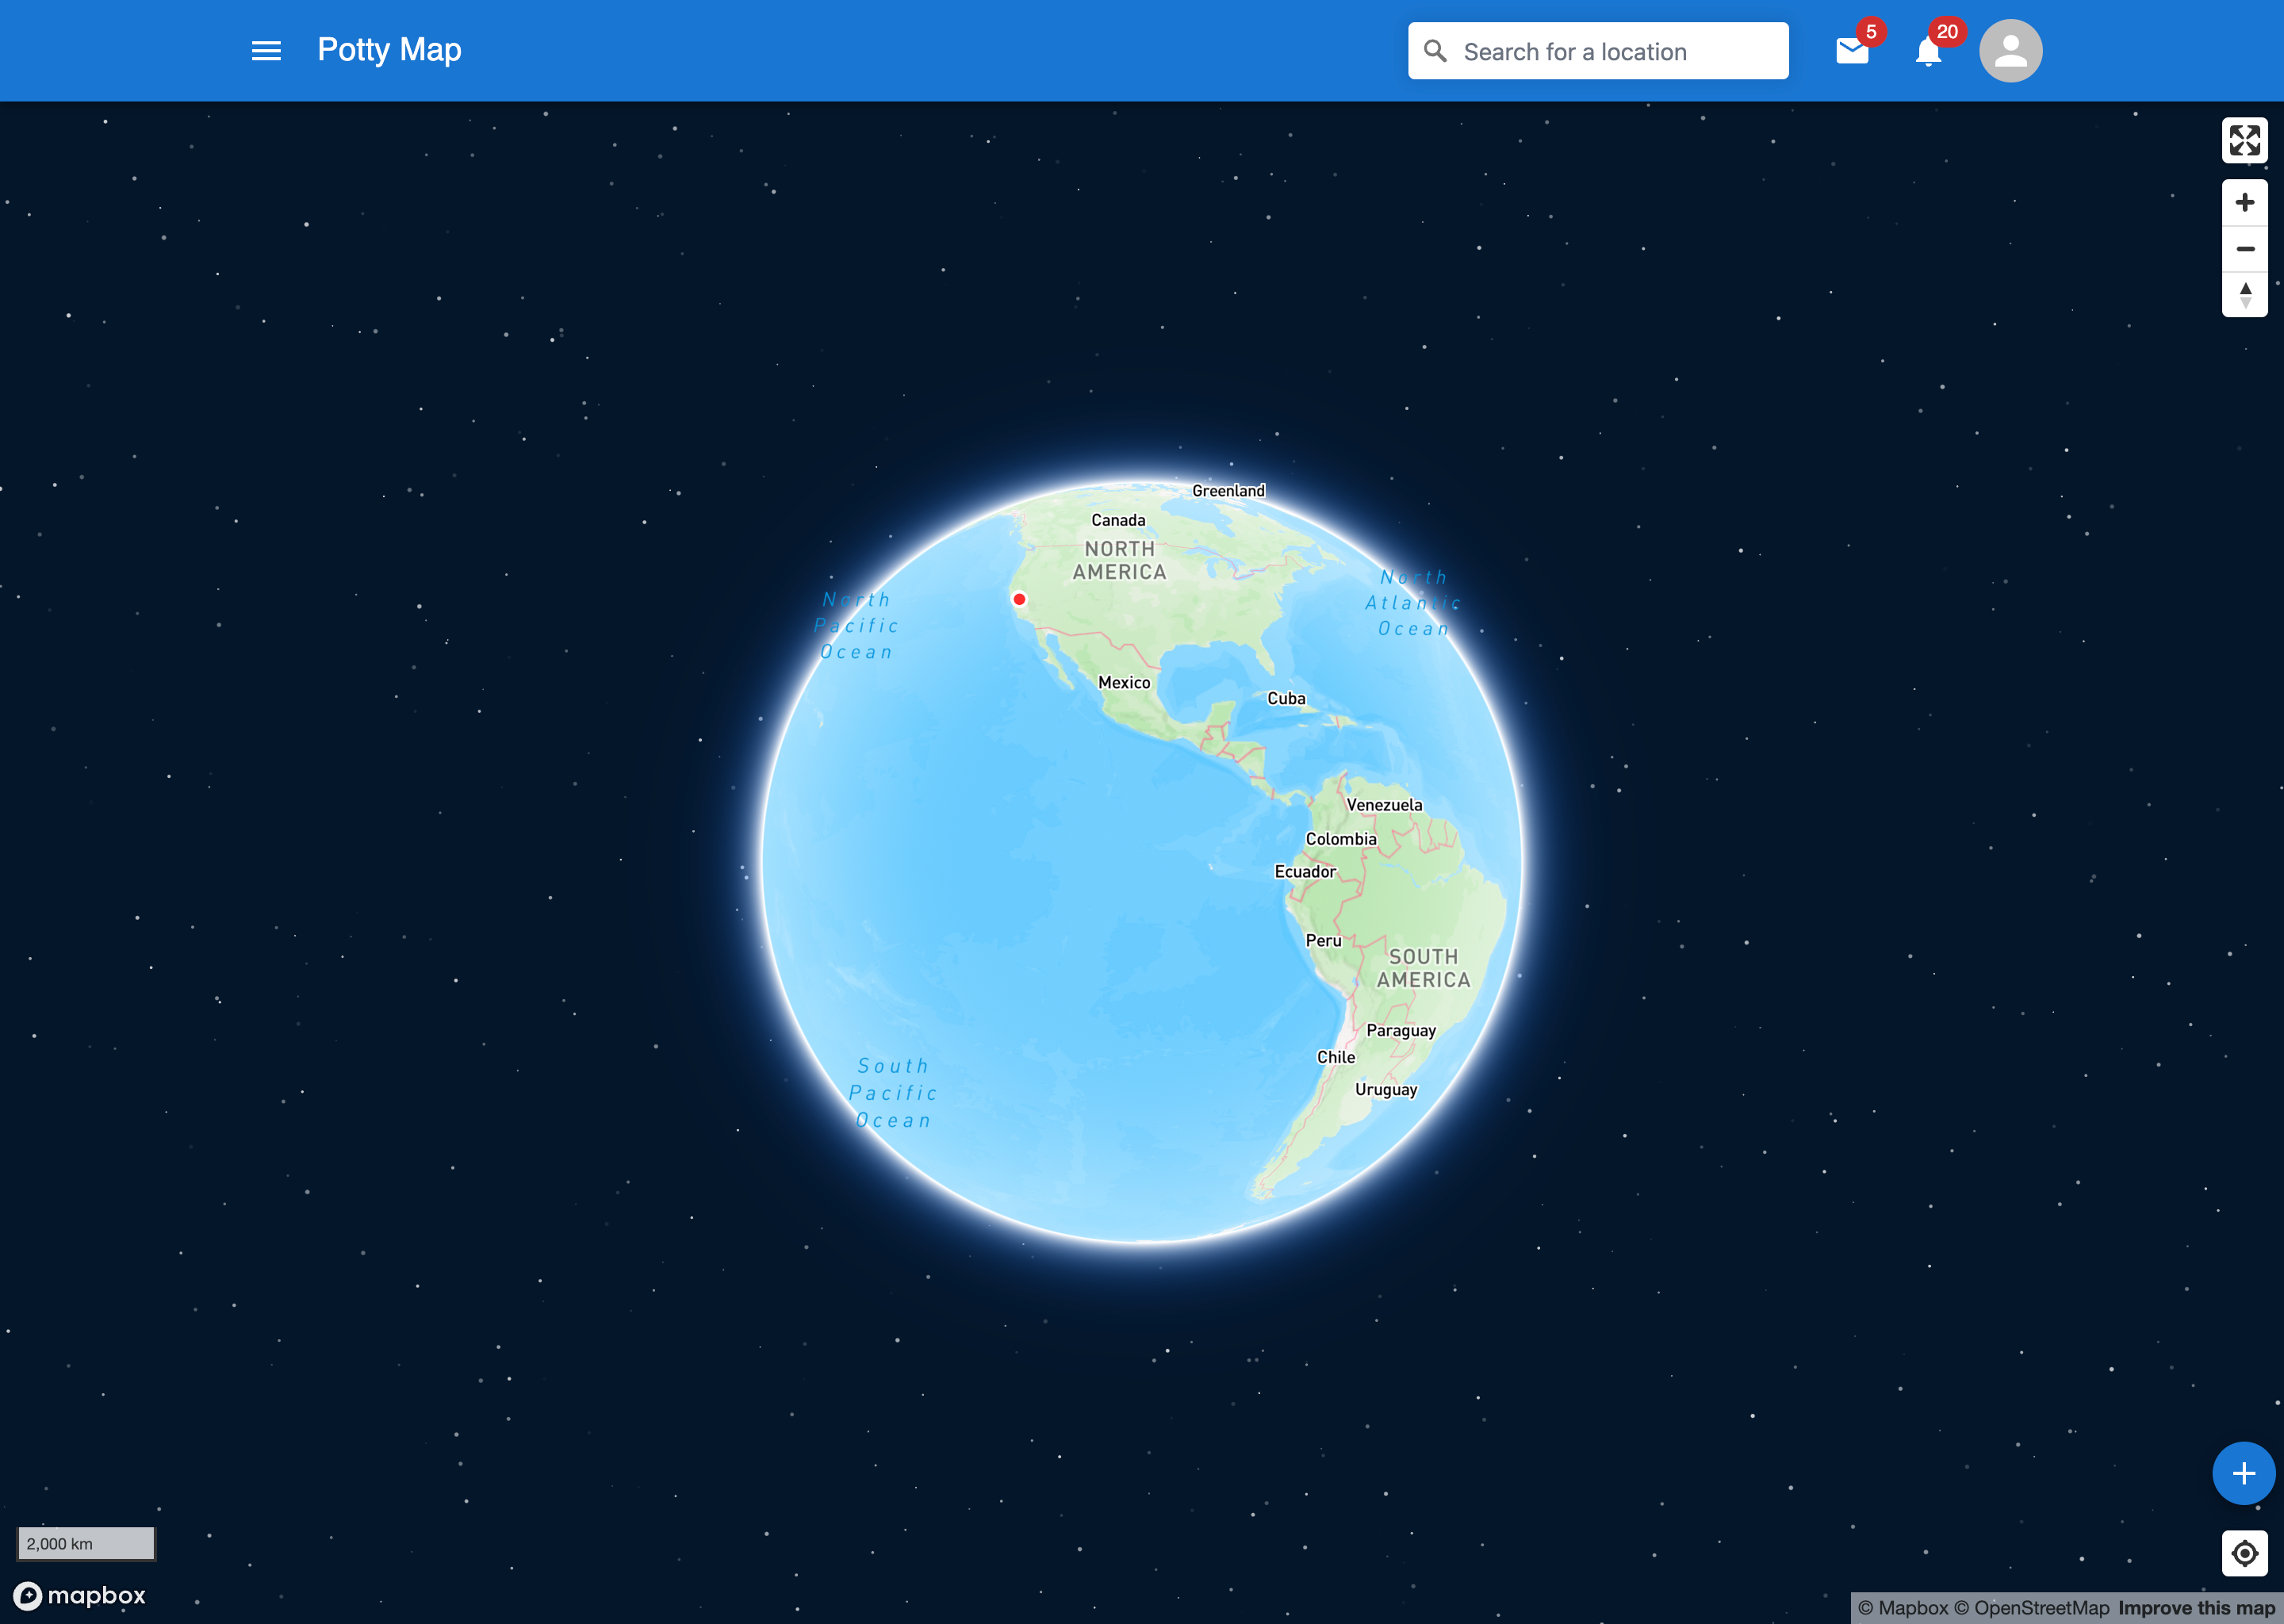 Potty Map
Search for a location
5
20
Greenland
Canada
NORTH
AMERICA
North
Pacific
Ocean
North
Atlantic
Ocean
Mexico
Cuba
Venezuela
Colombia
Ecuador
Peru
SOUTH
AMERICA
Paraguay
Chile
Uruguay
South
Pacific
Ocean
2,000 km
mapbox
© Mapbox © OpenStreetMap Improve this map